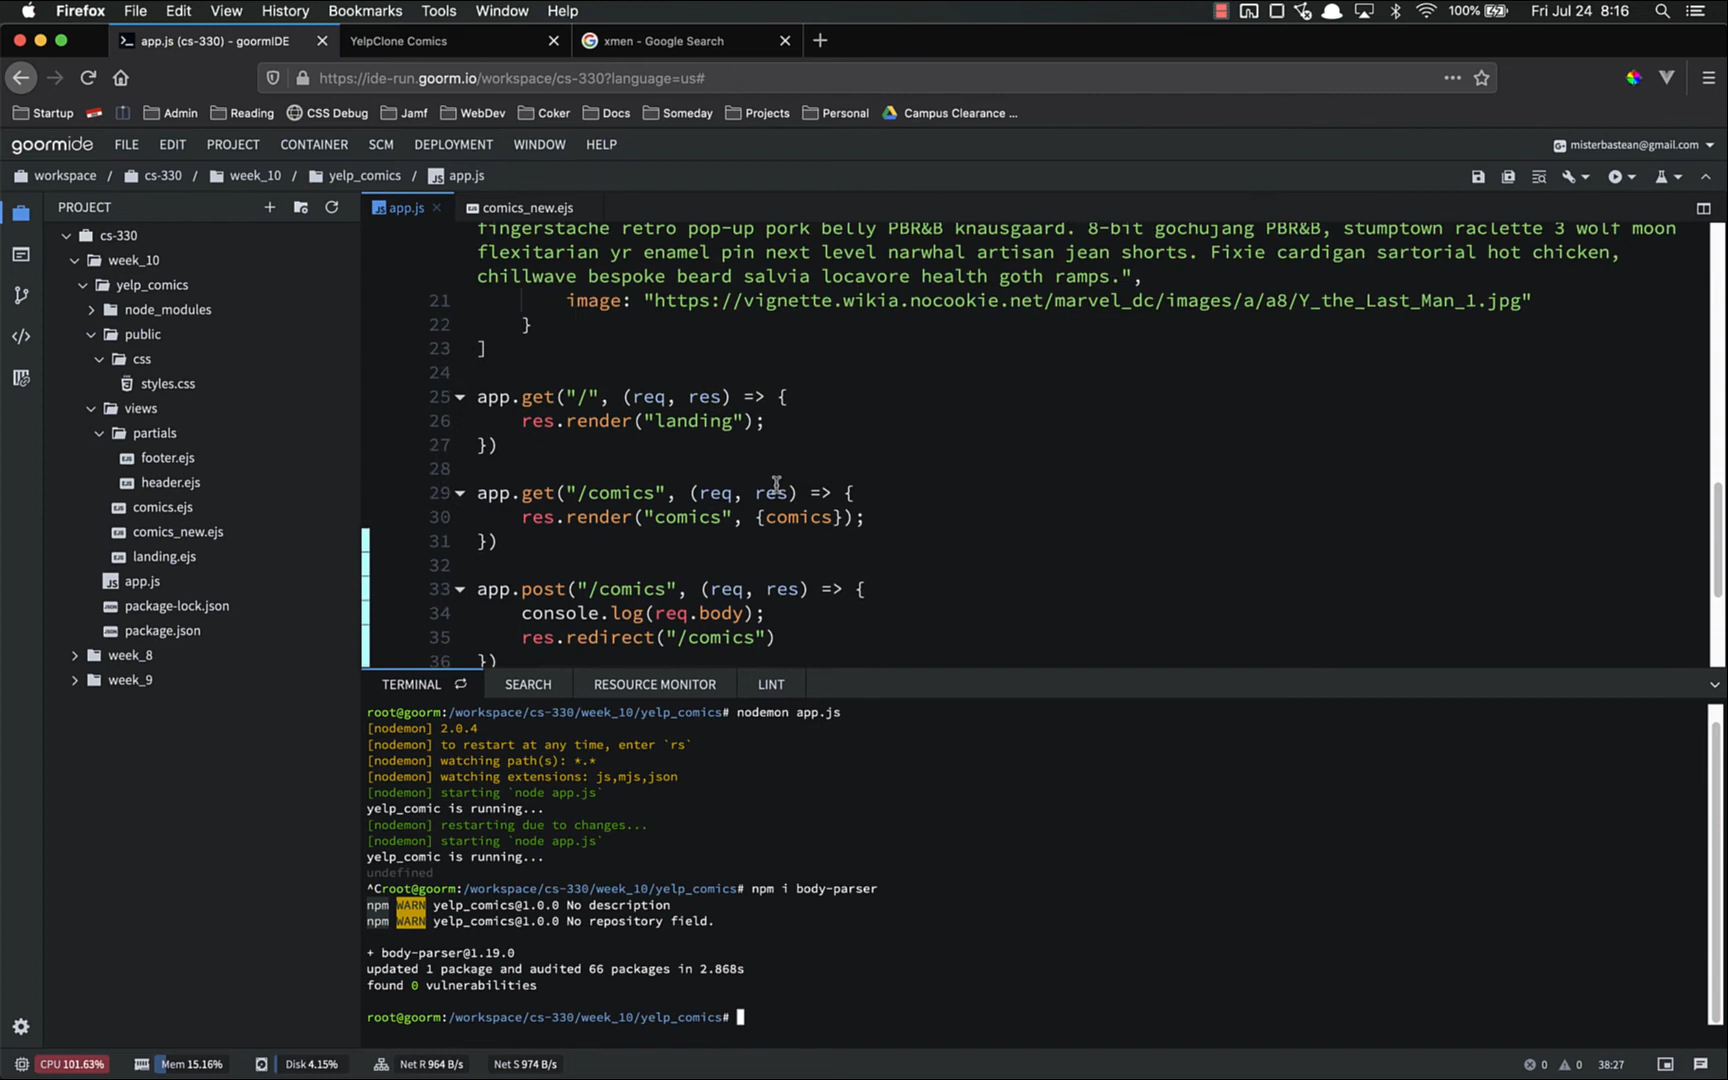 Firefox File Edit View History Bookmarks Tools Window Help 100% Fri Jul 24 8:16
app.js (cs-330) - goormIDE YelpClone Comics xmen - Google Search
https://ide-run.goorm.io/workspace/cs-330?language=us#
Startup Admin Reading CSS Debug Jamf WebDev Coker Docs Someday Projects Personal Campus Clearance ...
goormide FILE EDIT PROJECT CONTAINER SCM DEPLOYMENT WINDOW HELP misterbastean@gmail.com
workspace / cs-330 / week_10 / yelp_comics / app.js
PROJECT
cs-330
week_10
yelp_comics
node_modules
public
css
styles.css
views
partials
footer.ejs
header.ejs
comics.ejs
comics_new.ejs
landing.ejs
app.js
package-lock.json
package.json
week_8
week_9
app.js comics_new.ejs
fingerstache retro pop-up pork belly PBR&B knausgaard. 8-bit gochujang PBR&B, stumptown raclette 3 wolf moon
flexitarian yr enamel pin next level narwhal artisan jean shorts. Fixie cardigan sartorial hot chicken,
chillwave bespoke beard salvia locavore health goth ramps.",
21 image: "https://vignette.wikia.nocookie.net/marvel_dc/images/a/a8/Y_the_Last_Man_1.jpg"
22 }
23 ]
24
25 app.get("/", (req, res) => {
26 res.render("landing");
27 })
28
29 app.get("/comics", (req, res) => {
30 res.render("comics", {comics});
31 })
32
33 app.post("/comics", (req, res) => {
34 console.log(req.body);
35 res.redirect("/comics")
36 })
TERMINAL SEARCH RESOURCE MONITOR LINT
root@goorm:/workspace/cs-330/week_10/yelp_comics# nodemon app.js
[nodemon] 2.0.4
[nodemon] to restart at any time, enter `rs`
[nodemon] watching path(s): *.*
[nodemon] watching extensions: js,mjs,json
[nodemon] starting `node app.js`
yelp_comic is running...
[nodemon] restarting due to changes...
[nodemon] starting `node app.js`
yelp_comic is running...
undefined
^Croot@goorm:/workspace/cs-330/week_10/yelp_comics# npm i body-parser
npm WARN yelp_comics@1.0.0 No description
npm WARN yelp_comics@1.0.0 No repository field.
+ body-parser@1.19.0
updated 1 package and audited 66 packages in 2.868s
found 0 vulnerabilities
root@goorm:/workspace/cs-330/week_10/yelp_comics#
CPU 101.63% Mem 15.16% Disk 4.15% Net R 964 B/s Net S 974 B/s 0 0 38:27